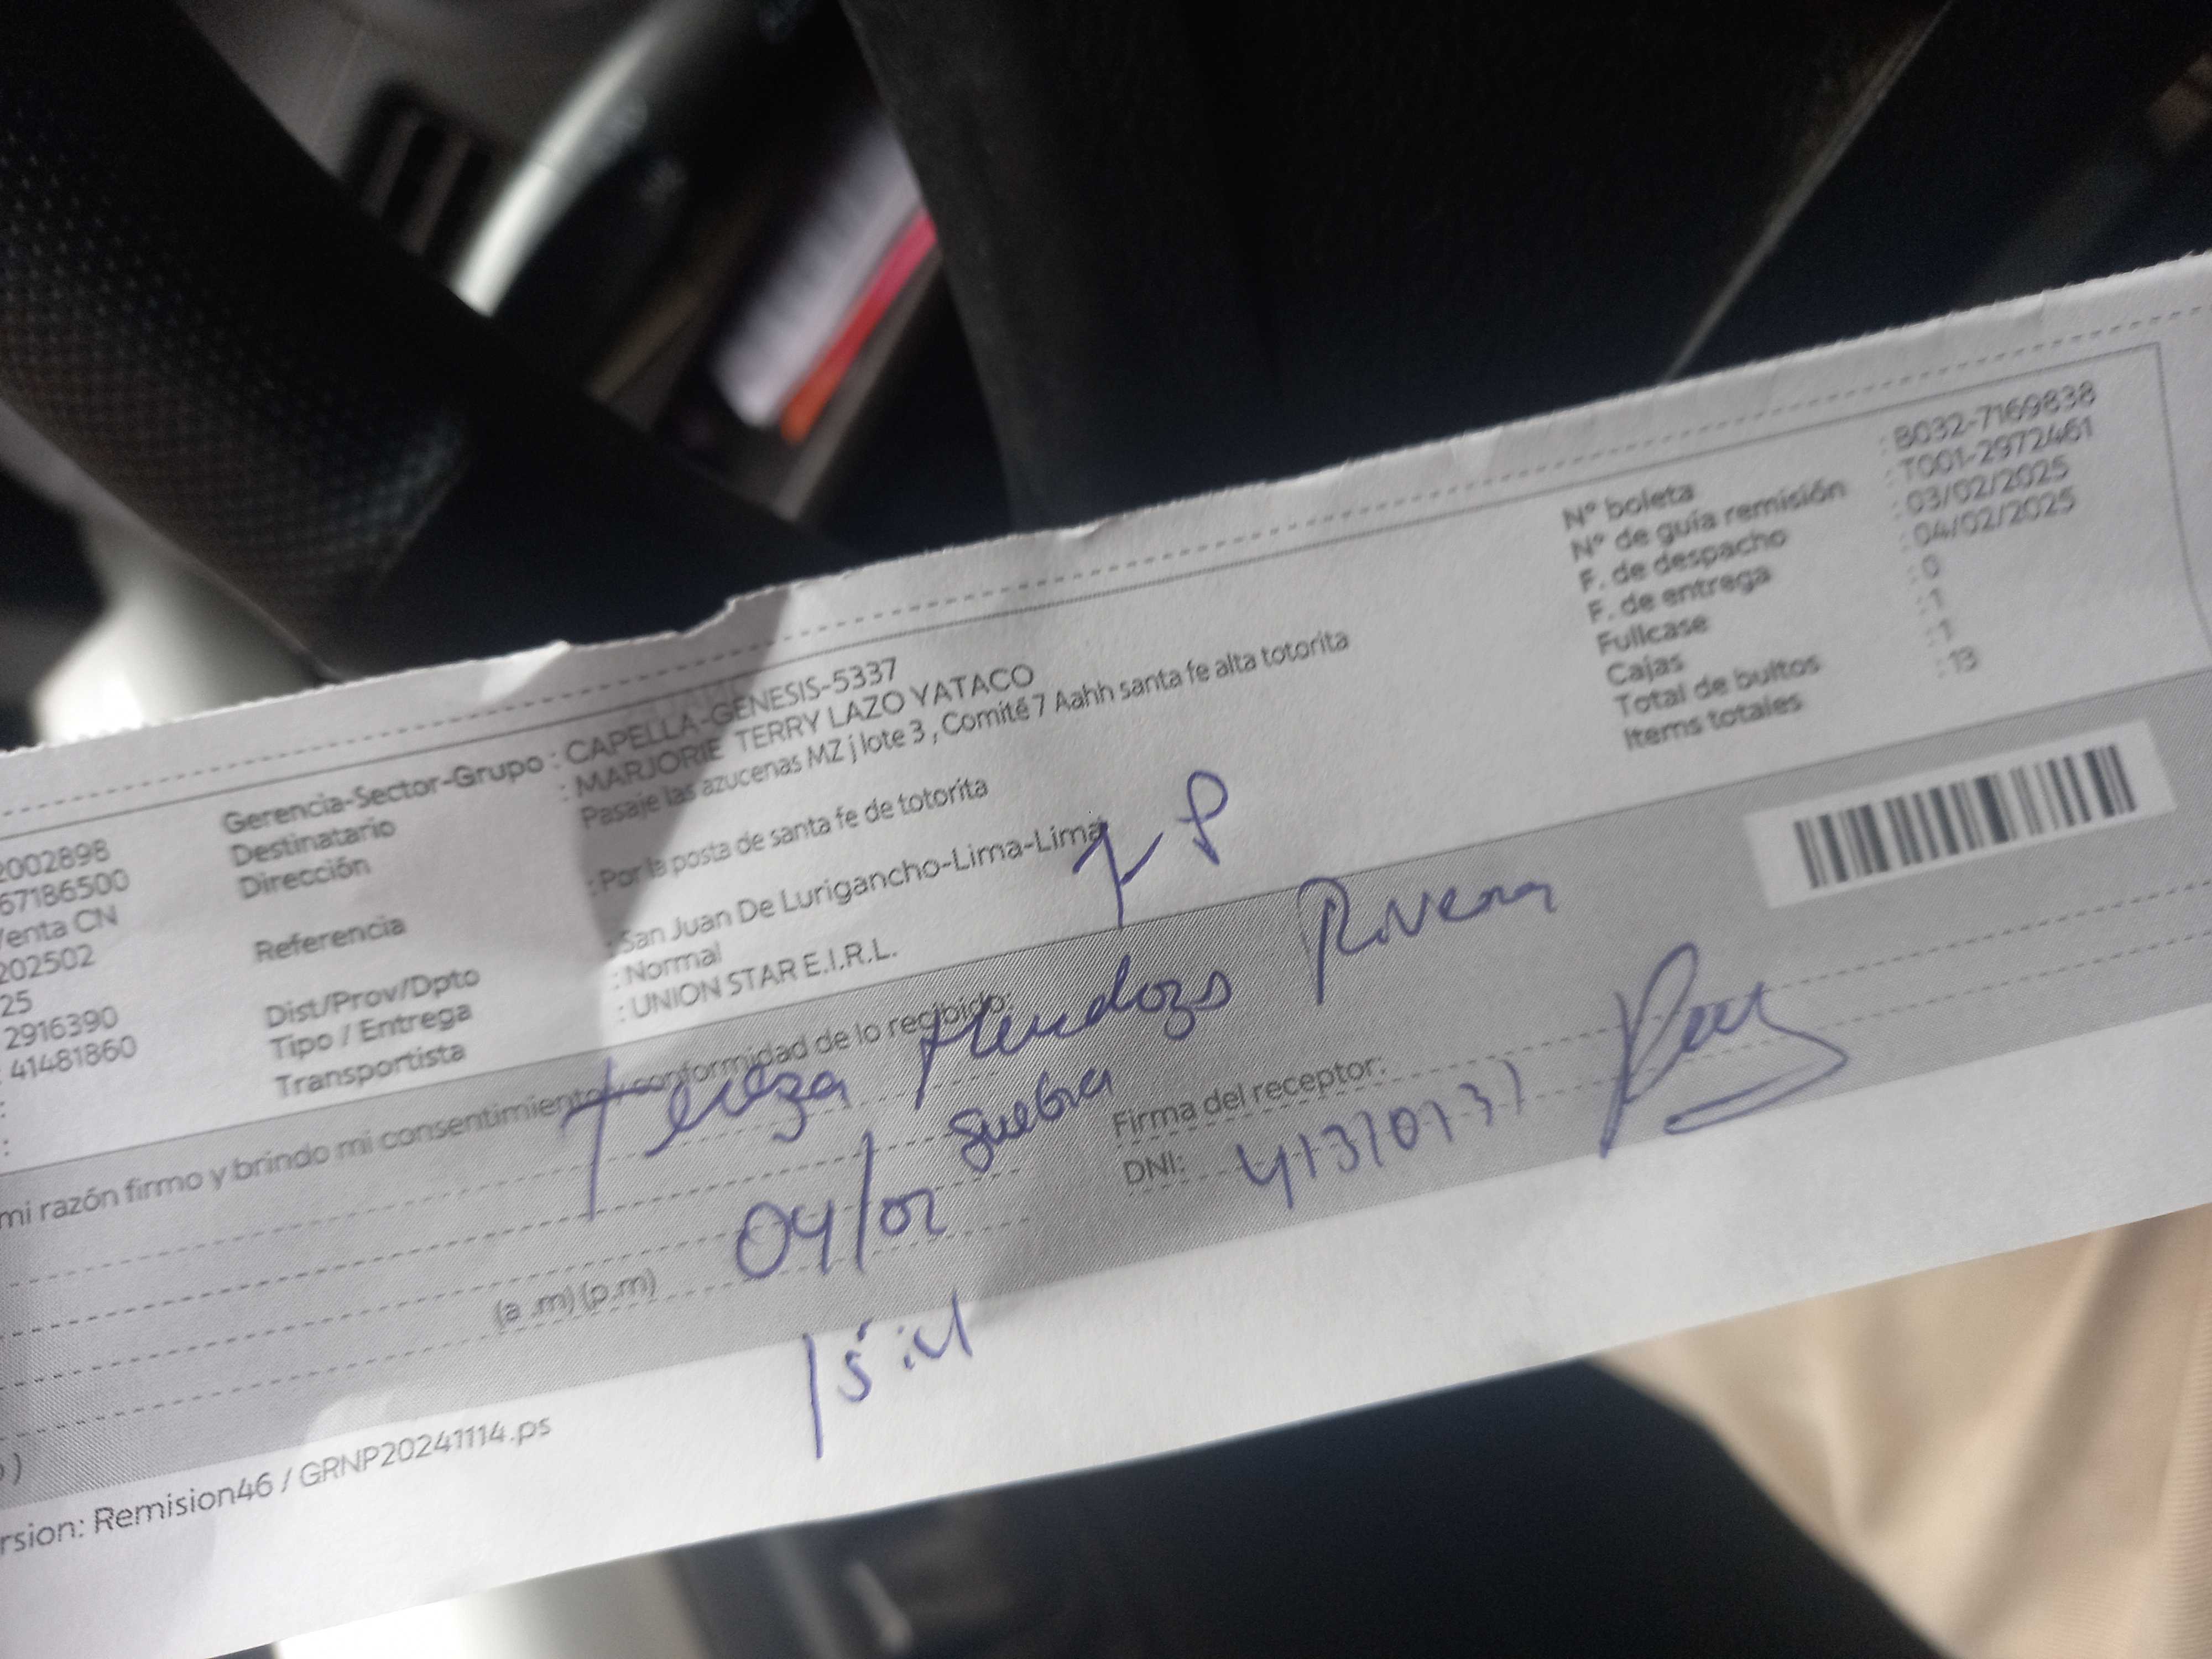 Gerencia-Sector-Grupo : CAPELLA-GENESIS-5337
2002898 Destinatario : MARJORIE TERRY LAZO YATACO
67186500 Dirección Pasaje las azucenas MZ j lote 3 , Comité 7 Aahh santa fe alta totorita
Venta CN
202502 Referencia : Por la posta de santa fe de totorita
25
2916390 Dist/Prov/Dpto : San Juan De Lurigancho-Lima-Lima
41481860 Tipo / Entrega : Normal
: Transportista : UNION STAR E.I.R.L.
:
N° boleta : B032-7169838
N° de guía remisión : T001-2972461
F. de despacho : 03/02/2025
F. de entrega : 04/02/2025
Fullcase : 0
Cajas : 1
Total de bultos : 1
Items totales : 13
mi razón firmo y brindo mi consentimiento y conformidad de lo recibido:
Mendoza Rivera
suegra
Firma del receptor:
04/02
DNI:
(a .m) (p.m)
)
rsion: Remision46 / GRNP20241114.ps